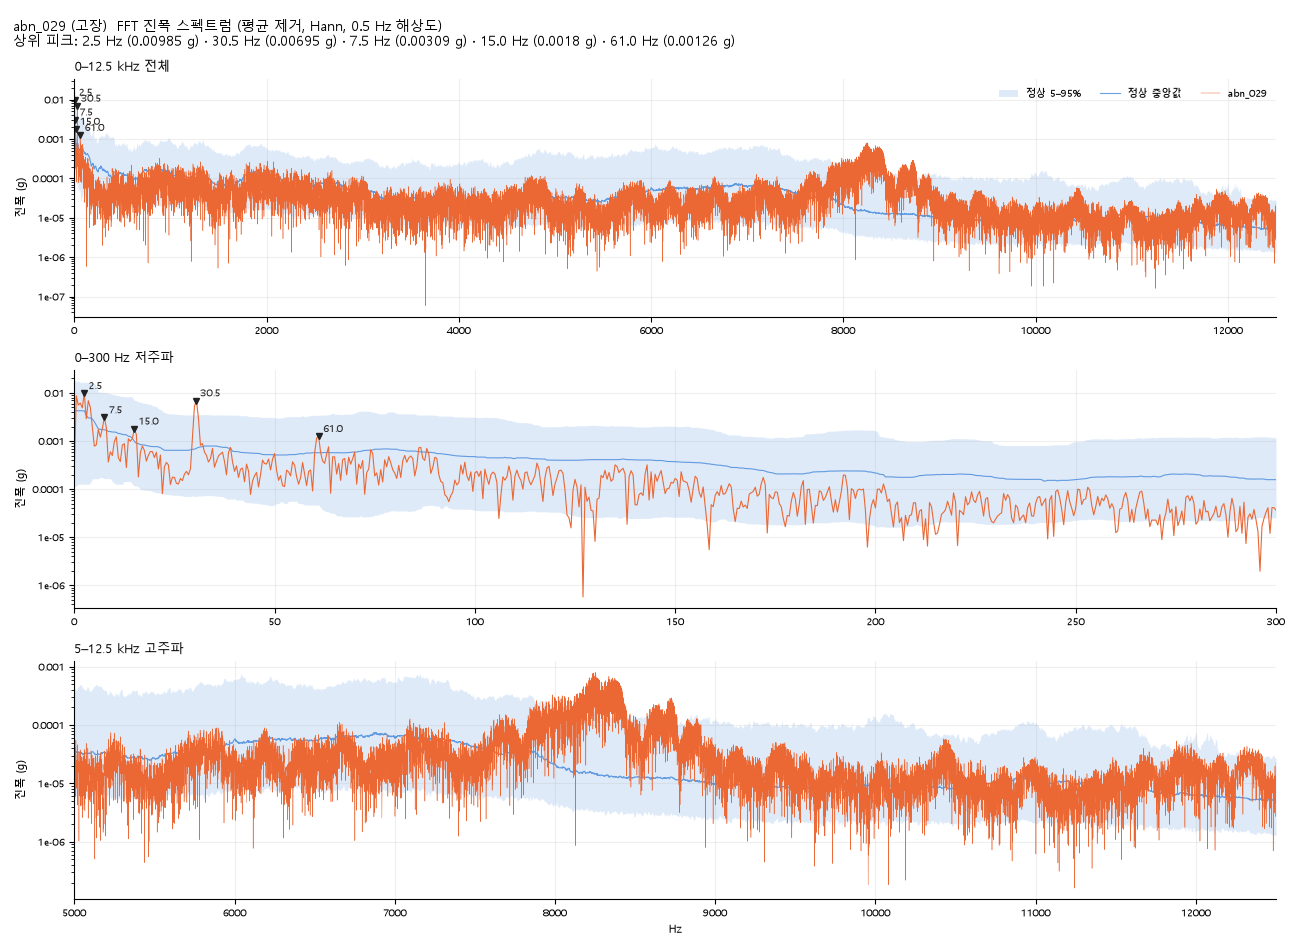 abn_029 (고장)  FFT 진폭 스펙트럼 (평균 제거, Hann, 0.5 Hz 해상도)
상위 피크: 2.5 Hz (0.00985 g) · 30.5 Hz (0.00695 g) · 7.5 Hz (0.00309 g) · 15.0 Hz (0.0018 g) · 61.0 Hz (0.00126 g)
0–12.5 kHz 전체
정상 5–95%
정상 중앙값
abn_029
2.5
30.5
7.5
15.0
61.0
진폭 (g)
0.01
0.001
0.0001
1e-05
1e-06
1e-07
0 2000 4000 6000 8000 10000 12000
0–300 Hz 저주파
2.5
7.5
15.0
30.5
61.0
진폭 (g)
0.01
0.001
0.0001
1e-05
1e-06
0 50 100 150 200 250 300
5–12.5 kHz 고주파
진폭 (g)
0.001
0.0001
1e-05
1e-06
5000 6000 7000 8000 9000 10000 11000 12000
Hz